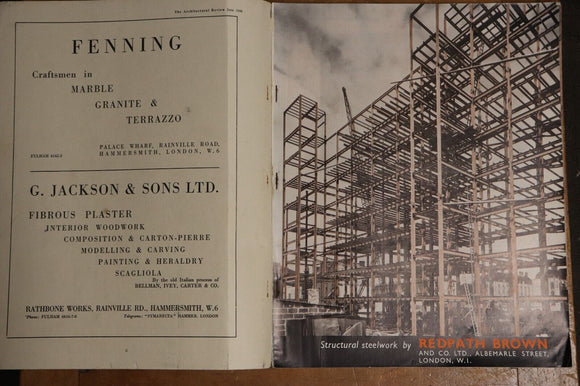 The Architectural Review June
FENNING
Craftsmen in
MARBLE
GRANITE &
TERRAZZO
PALACE WHARF, RAINVILLE ROAD,
HAMMERSMITH, LONDON, W.6
G. JACKSON & SONS LTD.
FIBROUS PLASTER
INTERIOR WOODWORK
COMPOSITION & CARTON-PIERRE
MODELLING & CARVING
PAINTING & HERALDRY
SCAGLIOLA
By the old Italian process of
BELLMAN, IVEY, CARTER & CO.
RATHBONE WORKS, RAINVILLE RD., HAMMERSMITH, W.6
Structural steelwork by REDPATH BROWN
AND CO. LTD., ALBEMARLE STREET,
LONDON, W.1.